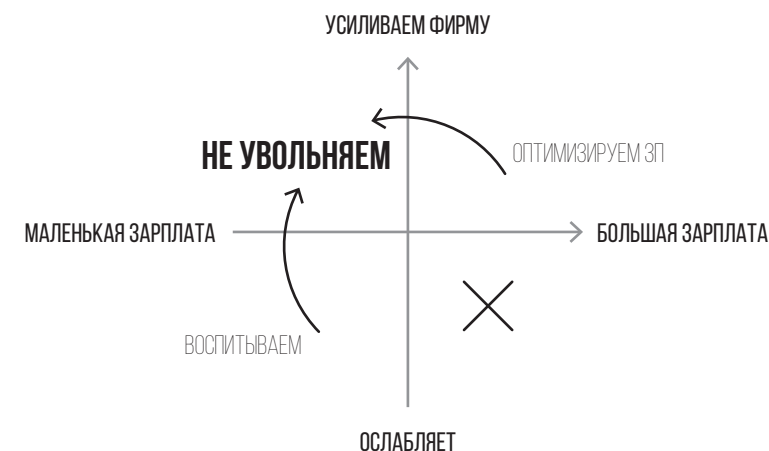 УСИЛИВАЕМ ФИРМУ
НЕ УВОЛЬНЯЕМ
ОПТИМИЗИРУЕМ ЗП
МАЛЕНЬКАЯ ЗАРПЛАТА
БОЛЬШАЯ ЗАРПЛАТА
ВОСПИТЫВАЕМ
ОСЛАБЛЯЕТ